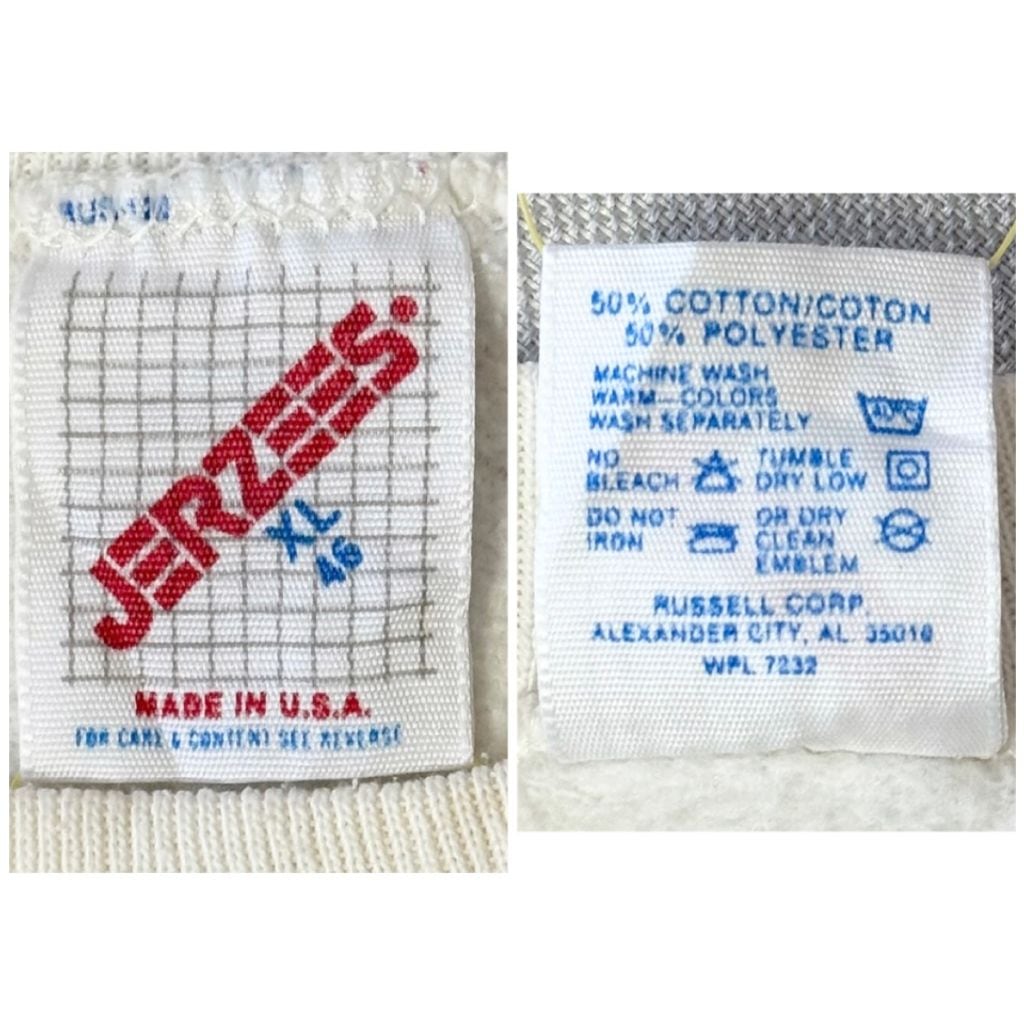 JERZEES
XL
46
MADE IN U.S.A.
FOR CARE & CONTENT SEE REVERSE
50% COTTON/COTON
50% POLYESTER
MACHINE WASH
WARM—COLORS
WASH SEPARATELY
40°C
NO
BLEACH
TUMBLE
DRY LOW
DO NOT
IRON
OR DRY
CLEAN
EMBLEM
RUSSELL CORP.
ALEXANDER CITY, AL 35010
WPL 7232